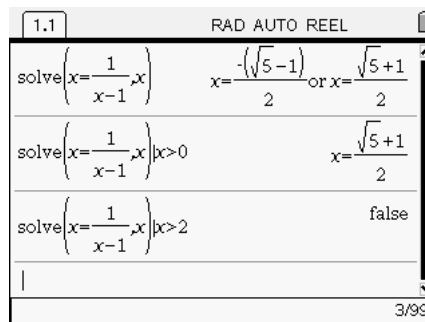 1.1 RAD AUTO REEL
solve(x=1/(x-1),x) x=-(√5-1)/2 or x=(√5+1)/2
solve(x=1/(x-1),x)|x>0 x=(√5+1)/2
solve(x=1/(x-1),x)|x>2 false
3/99